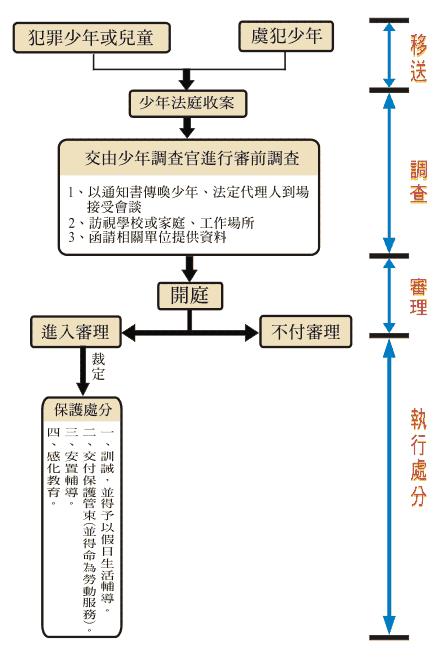 犯罪少年或兒童
虞犯少年
移送
少年法庭收案
交由少年調查官進行審前調查
1、以通知書傳喚少年、法定代理人到場
接受會談
2、訪視學校或家庭、工作場所
3、函請相關單位提供資料
調查
開庭
審理
進入審理
不付審理
裁定
保護處分
一、訓誡，並得予以假日生活輔導。
二、交付保護管束(並得命為勞動服務)。
三、安置輔導。
四、感化教育。
執行處分